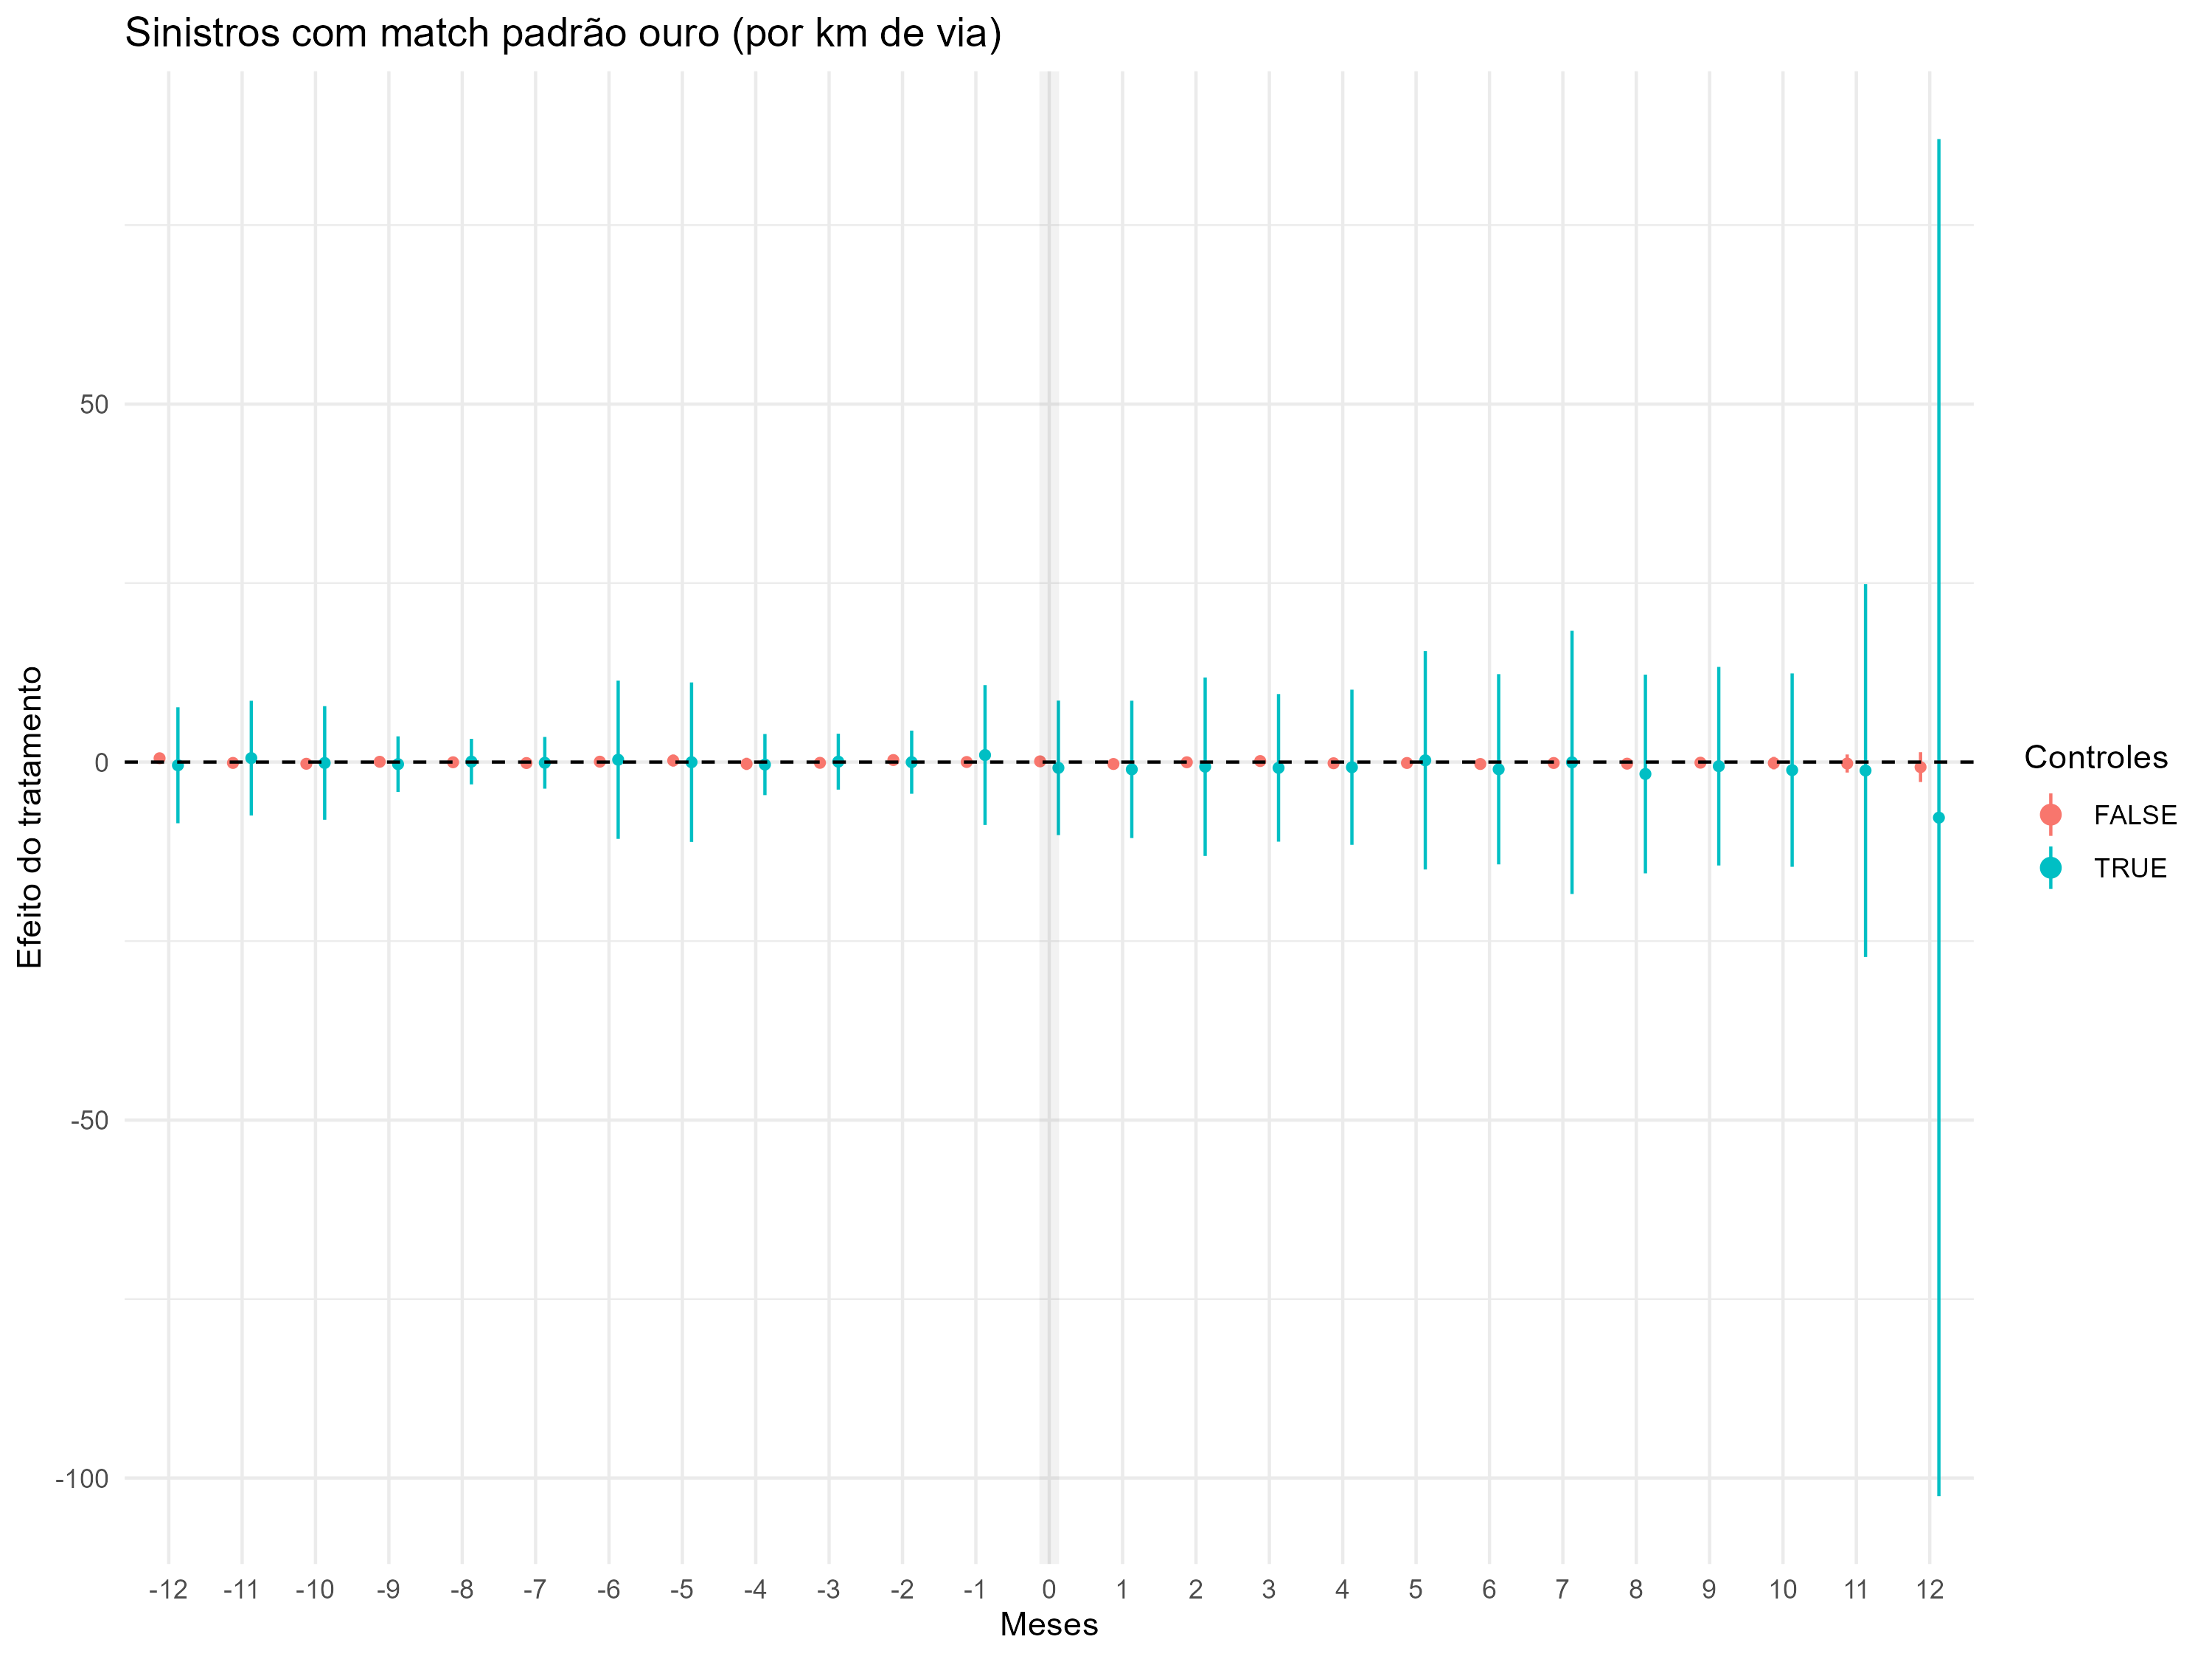 Sinistros com match padrão ouro (por km de via)
Efeito do tratamento
50
0
-50
-100
-12 -11 -10 -9 -8 -7 -6 -5 -4 -3 -2 -1 0 1 2 3 4 5 6 7 8 9 10 11 12
Meses
Controles
FALSE
TRUE